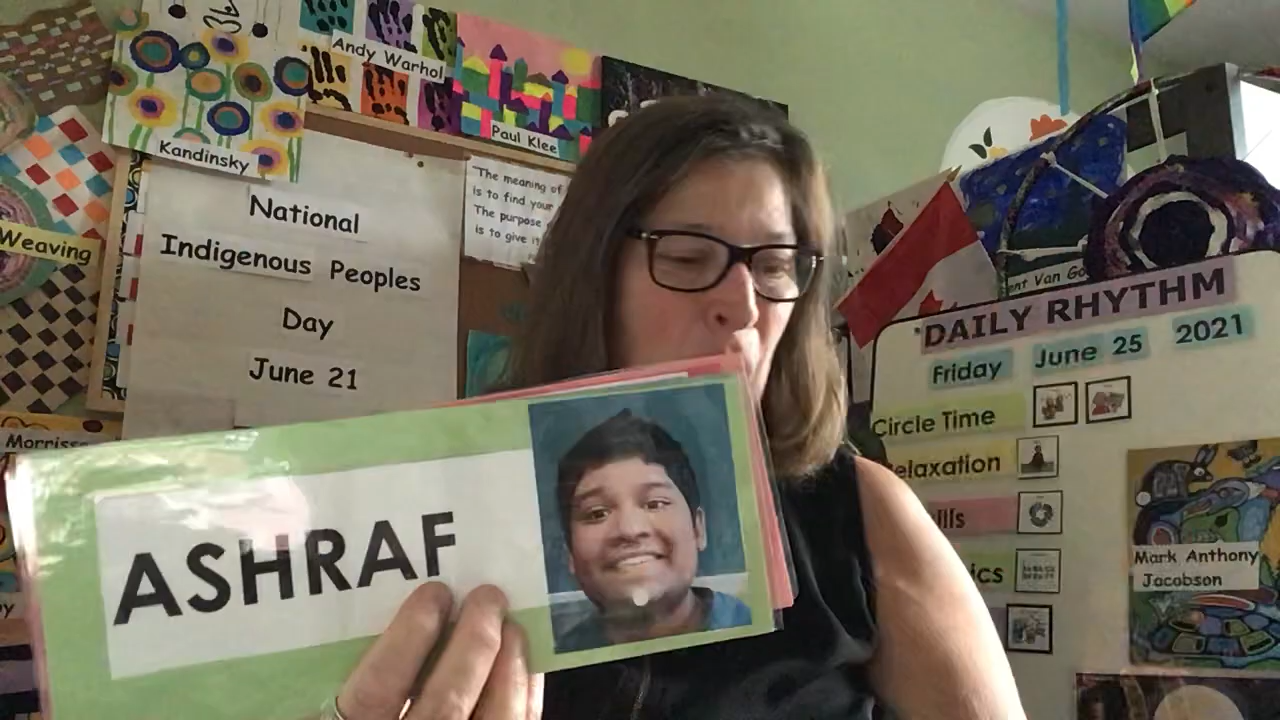 Andy Warhol
Paul Klee
Kandinsky
Weaving
National
Indigenous Peoples
Day
June 21
"The meaning of
is to find your
The purpose
is to give it
DAILY RHYTHM
Friday June 25 2021
Circle Time
elaxation
Mark Anthony
Jacobson
ASHRAF